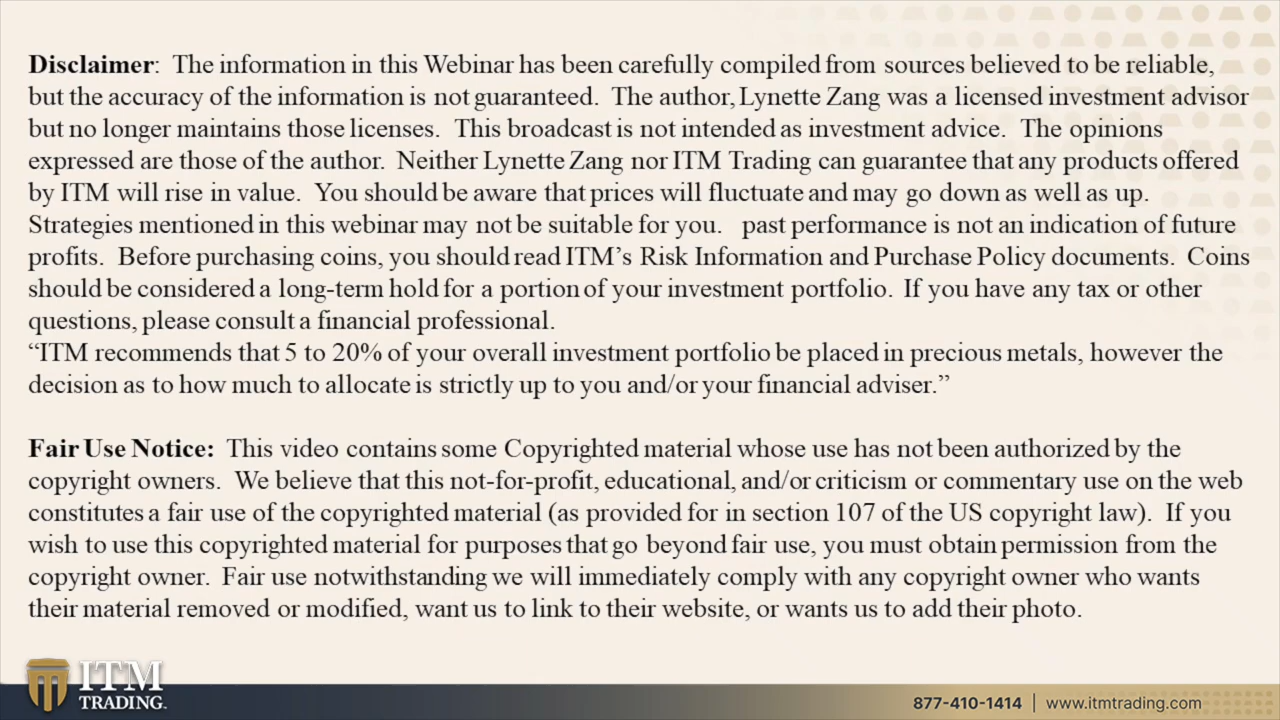 Disclaimer:  The information in this Webinar has been carefully compiled from sources believed to be reliable,
but the accuracy of the information is not guaranteed.  The author, Lynette Zang was a licensed investment advisor
but no longer maintains those licenses.  This broadcast is not intended as investment advice.  The opinions
expressed are those of the author.  Neither Lynette Zang nor ITM Trading can guarantee that any products offered
by ITM will rise in value.  You should be aware that prices will fluctuate and may go down as well as up.
Strategies mentioned in this webinar may not be suitable for you.   past performance is not an indication of future
profits.  Before purchasing coins, you should read ITM’s Risk Information and Purchase Policy documents.  Coins
should be considered a long-term hold for a portion of your investment portfolio.  If you have any tax or other
questions, please consult a financial professional.
“ITM recommends that 5 to 20% of your overall investment portfolio be placed in precious metals, however the
decision as to how much to allocate is strictly up to you and/or your financial adviser.”
Fair Use Notice:  This video contains some Copyrighted material whose use has not been authorized by the
copyright owners.  We believe that this not-for-profit, educational, and/or criticism or commentary use on the web
constitutes a fair use of the copyrighted material (as provided for in section 107 of the US copyright law).  If you
wish to use this copyrighted material for purposes that go beyond fair use, you must obtain permission from the
copyright owner.  Fair use notwithstanding we will immediately comply with any copyright owner who wants
their material removed or modified, want us to link to their website, or wants us to add their photo.
ITM
TRADING
877-410-1414 | www.itmtrading.com